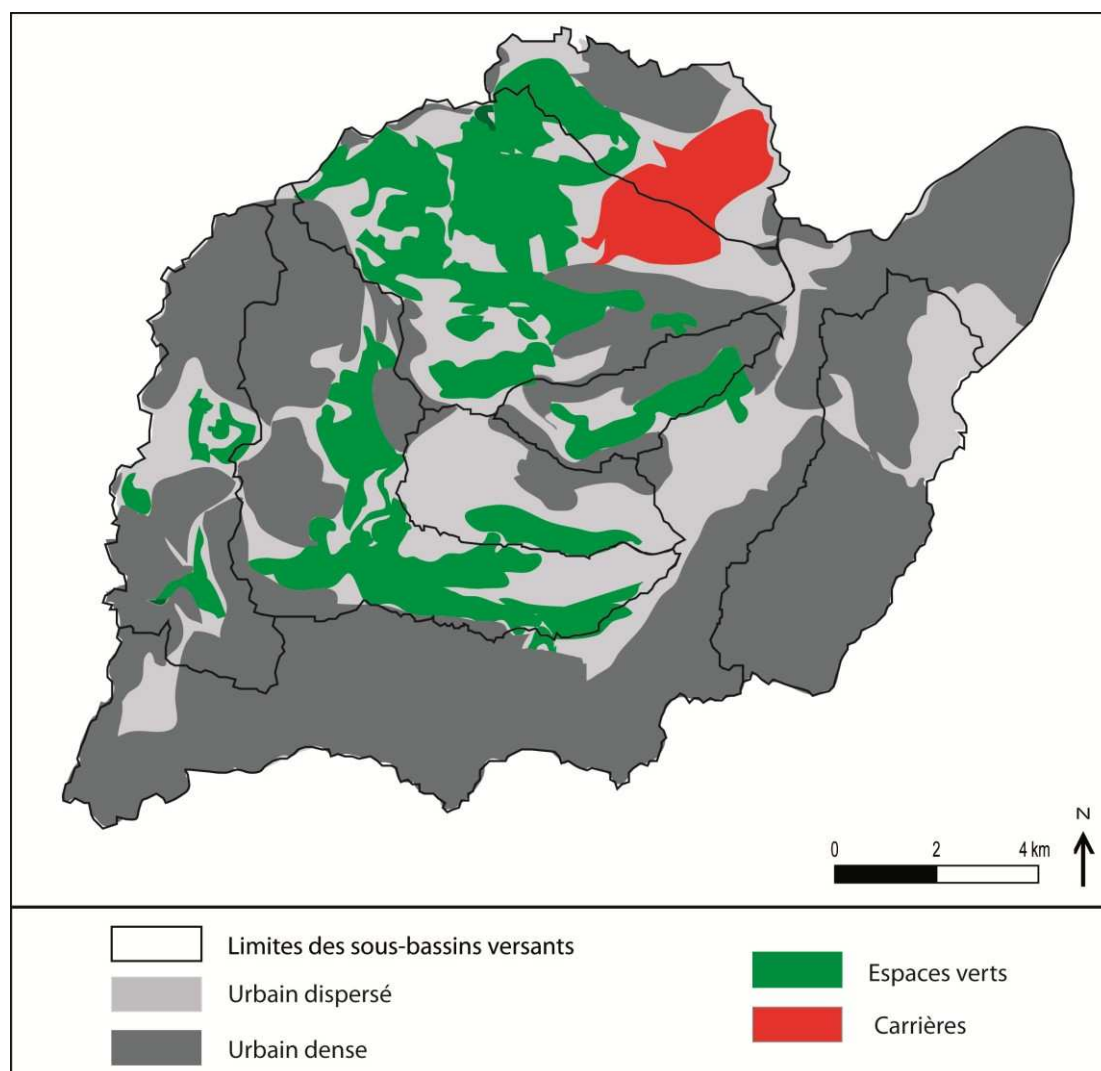 N
0 2 4 km
Limites des sous-bassins versants
Urbain dispersé
Urbain dense
Espaces verts
Carrières